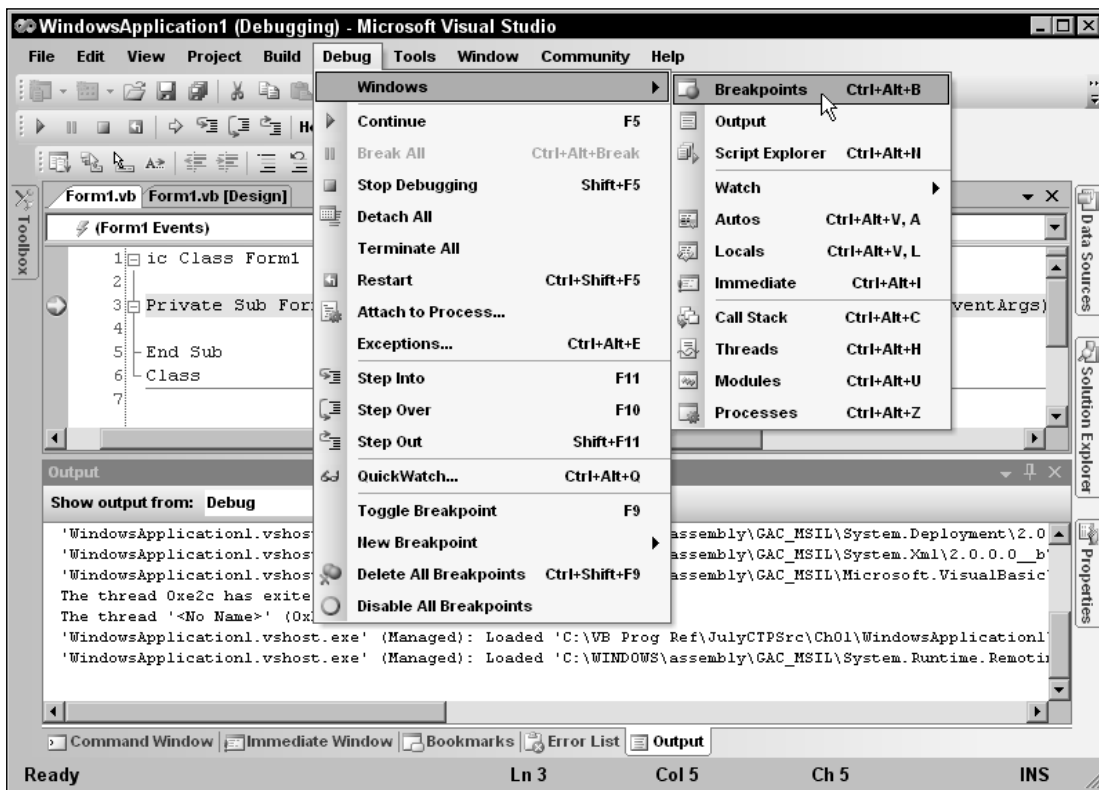 WindowsApplication1 (Debugging) - Microsoft Visual Studio
File Edit View Project Build Debug Tools Window Community Help
Windows
Continue F5
Break All Ctrl+Alt+Break
Stop Debugging Shift+F5
Detach All
Terminate All
Restart Ctrl+Shift+F5
Attach to Process...
Exceptions... Ctrl+Alt+E
Step Into F11
Step Over F10
Step Out Shift+F11
QuickWatch... Ctrl+Alt+Q
Toggle Breakpoint F9
New Breakpoint
Delete All Breakpoints Ctrl+Shift+F9
Disable All Breakpoints
Breakpoints Ctrl+Alt+B
Output
Script Explorer Ctrl+Alt+N
Watch
Autos Ctrl+Alt+V, A
Locals Ctrl+Alt+V, L
Immediate Ctrl+Alt+I
Call Stack Ctrl+Alt+C
Threads Ctrl+Alt+H
Modules Ctrl+Alt+U
Processes Ctrl+Alt+Z
Toolbox
Form1.vb Form1.vb [Design]
(Form1 Events)
1 ic Class Form1
2
3 Private Sub For ventArgs)
4
5 End Sub
6 Class
7
Data Sources
Solution Explorer
Properties
Output
Show output from: Debug
'WindowsApplication1.vshos assembly\GAC_MSIL\System.Deployment\2.0
'WindowsApplication1.vshos assembly\GAC_MSIL\System.Xml\2.0.0.0__b
'WindowsApplication1.vshos assembly\GAC_MSIL\Microsoft.VisualBasic
The thread 0xe2c has exite
The thread '<No Name>' (0x
'WindowsApplication1.vshost.exe' (Managed): Loaded 'C:\VB Prog Ref\JulyCTPSrc\Ch01\WindowsApplication1
'WindowsApplication1.vshost.exe' (Managed): Loaded 'C:\WINDOWS\assembly\GAC_MSIL\System.Runtime.Remoti
Command Window Immediate Window Bookmarks Error List Output
Ready Ln 3 Col 5 Ch 5 INS